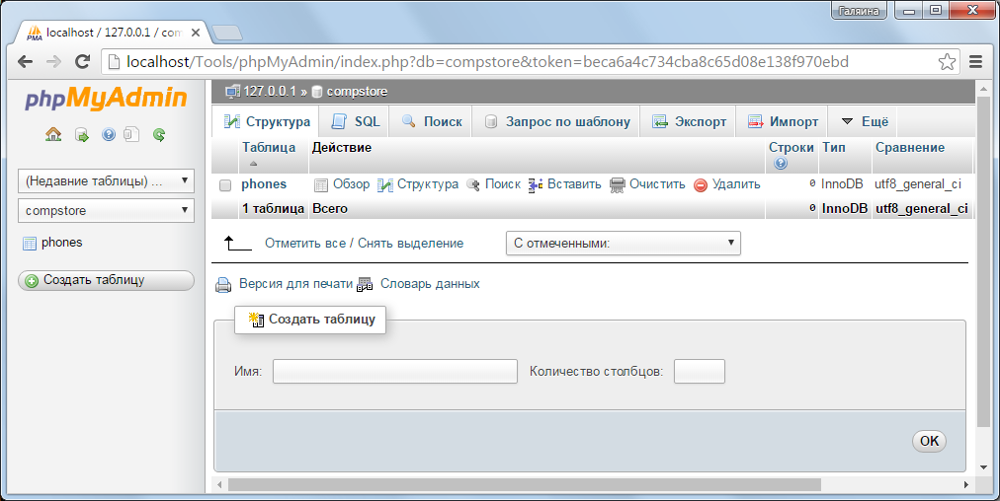 Галяина
localhost / 127.0.0.1 / com
localhost/Tools/phpMyAdmin/index.php?db=compstore&token=beca6a4c734cba8c65d08e138f970ebd
phpMyAdmin
(Недавние таблицы) ...
compstore
phones
Создать таблицу
127.0.0.1 » compstore
Структура SQL Поиск Запрос по шаблону Экспорт Импорт Ещё
Таблица Действие Строки Тип Сравнение
phones Обзор Структура Поиск Вставить Очистить Удалить 0 InnoDB utf8_general_ci
1 таблица Всего 0 InnoDB utf8_general_ci
Отметить все / Снять выделение С отмеченными:
Версия для печати Словарь данных
Создать таблицу
Имя: Количество столбцов:
OK